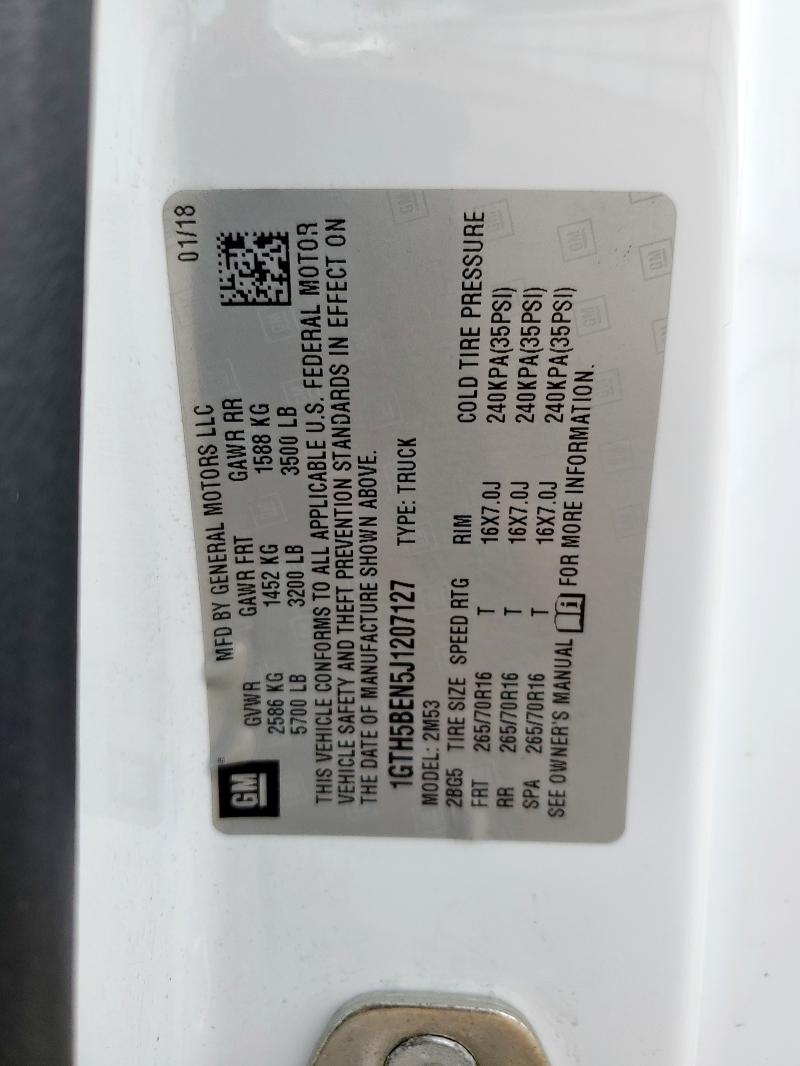 GM
®
MFD BY GENERAL MOTORS LLC
01/18
GVWR GAWR FRT GAWR RR
2586 KG 1452 KG 1588 KG
5700 LB 3200 LB 3500 LB
THIS VEHICLE CONFORMS TO ALL APPLICABLE U.S. FEDERAL MOTOR
VEHICLE SAFETY AND THEFT PREVENTION STANDARDS IN EFFECT ON
THE DATE OF MANUFACTURE SHOWN ABOVE.
1GTH5BEN5J1207127 TYPE: TRUCK
MODEL: 2M53
2BG5 TIRE SIZE SPEED RTG RIM COLD TIRE PRESSURE
FRT 265/70R16 T 16X7.0J 240KPA(35PSI)
RR 265/70R16 T 16X7.0J 240KPA(35PSI)
SPA 265/70R16 T 16X7.0J 240KPA(35PSI)
SEE OWNER'S MANUAL i FOR MORE INFORMATION.